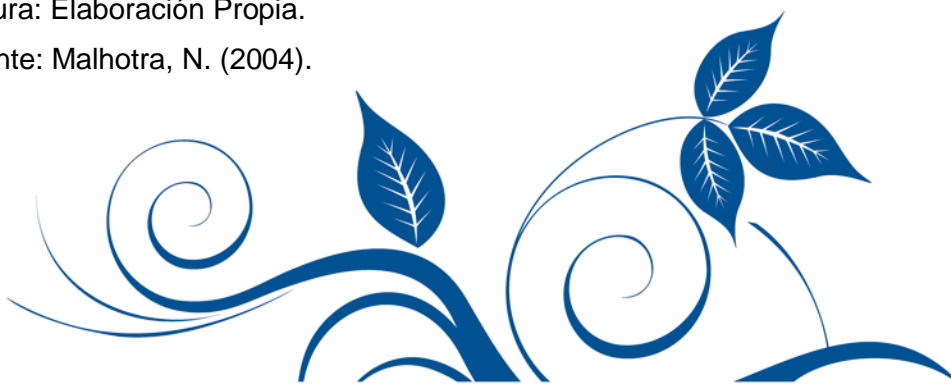 ura: Elaboración Propia.
nte: Malhotra, N. (2004).